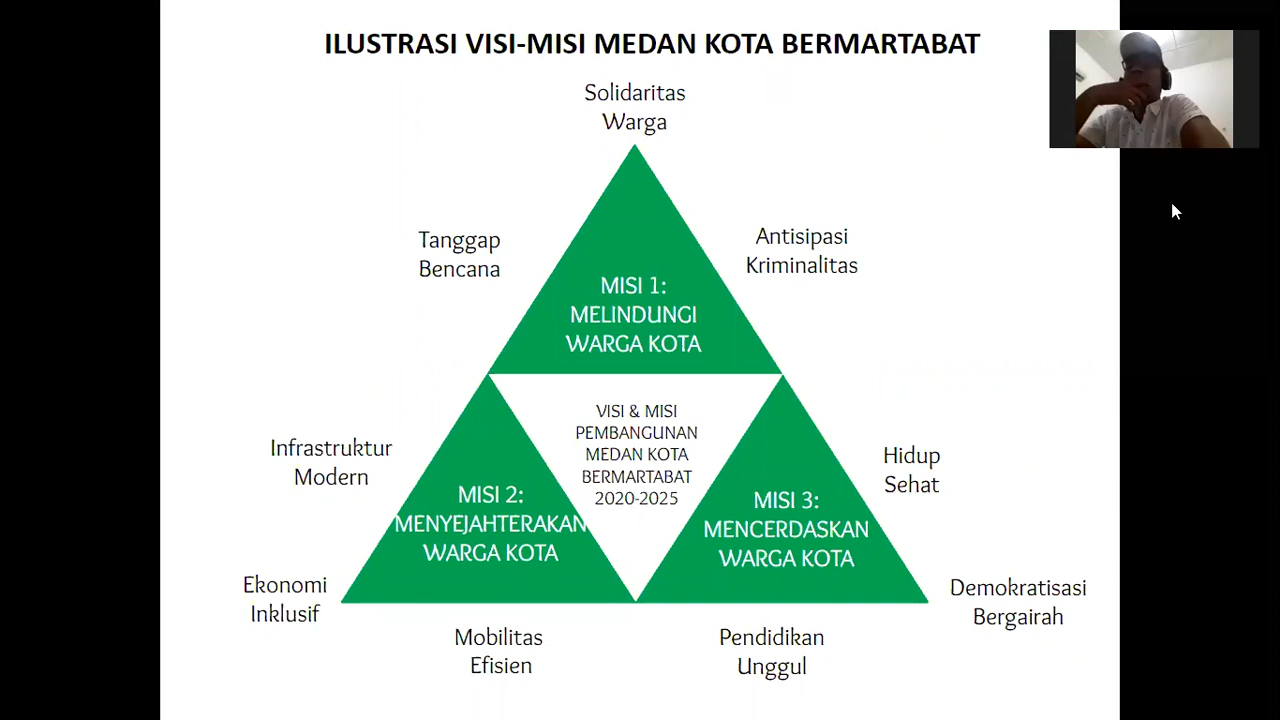 ILUSTRASI VISI-MISI MEDAN KOTA BERMARTABAT
Solidaritas
Warga
Tanggap
Bencana
Antisipasi
Kriminalitas
MISI 1:
MELINDUNGI
WARGA KOTA
VISI & MISI
PEMBANGUNAN
MEDAN KOTA
BERMARTABAT
2020-2025
Infrastruktur
Modern
Hidup
Sehat
MISI 2:
MENYEJAHTERAKAN
WARGA KOTA
MISI 3:
MENCERDASKAN
WARGA KOTA
Ekonomi
Inklusif
Demokratisasi
Bergairah
Mobilitas
Efisien
Pendidikan
Unggul